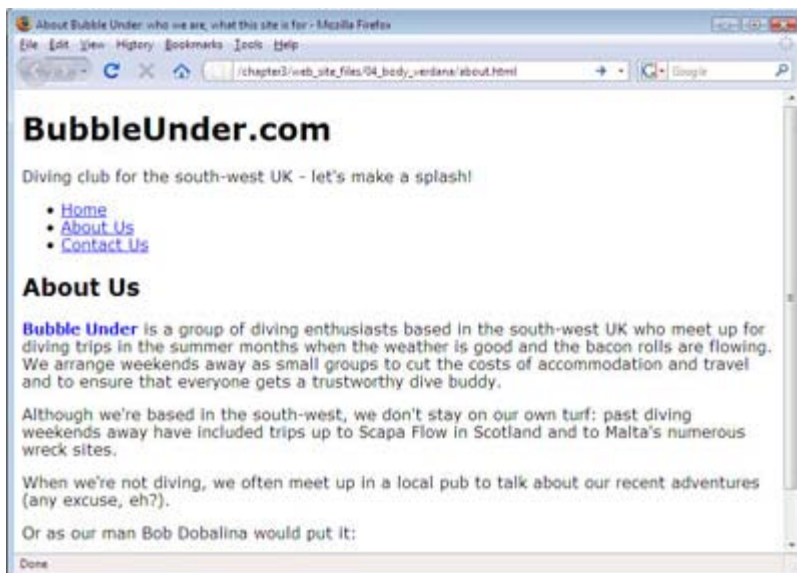 About Bubble Under: who we are, what this site is for - Mozilla Firefox
File Edit View History Bookmarks Tools Help
/chapter3/web_site_files/04_body_verdana/about.html
Google
BubbleUnder.com
Diving club for the south-west UK - let's make a splash!
Home
About Us
Contact Us
About Us
Bubble Under is a group of diving enthusiasts based in the south-west UK who meet up for
diving trips in the summer months when the weather is good and the bacon rolls are flowing.
We arrange weekends away as small groups to cut the costs of accommodation and travel
and to ensure that everyone gets a trustworthy dive buddy.
Although we're based in the south-west, we don't stay on our own turf: past diving
weekends away have included trips up to Scapa Flow in Scotland and to Malta's numerous
wreck sites.
When we're not diving, we often meet up in a local pub to talk about our recent adventures
(any excuse, eh?).
Or as our man Bob Dobalina would put it:
Done